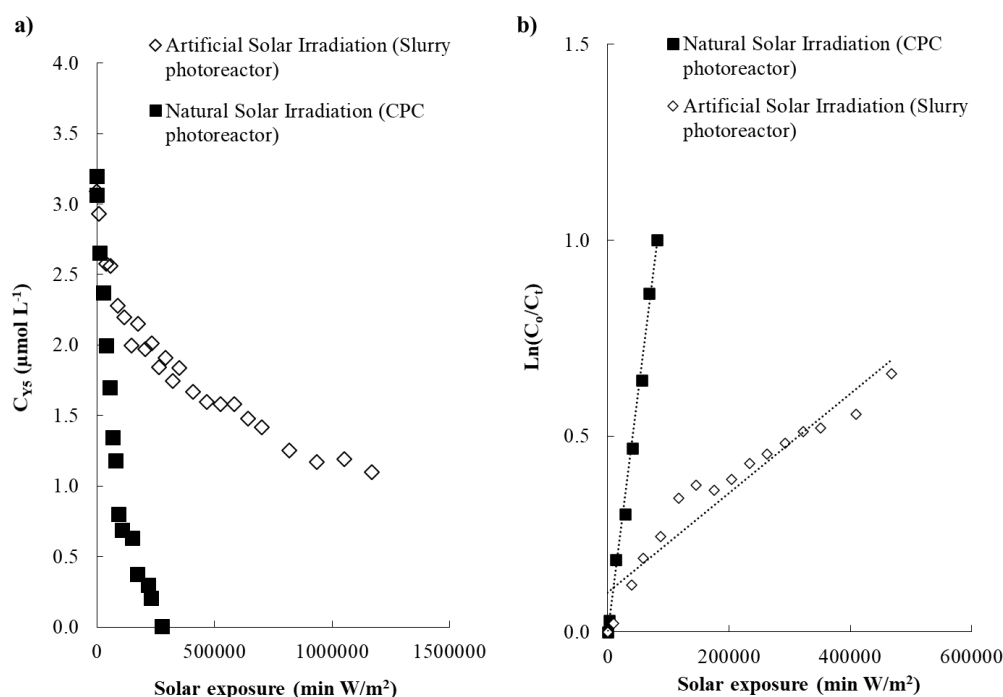 a)
◇ Artificial Solar Irradiation (Slurry
photoreactor)
■ Natural Solar Irradiation (CPC
photoreactor)
4.0
3.5
3.0
2.5
2.0
1.5
1.0
0.5
0.0
C_Y5 (µmol L⁻¹)
0
500000
1000000
1500000
Solar exposure (min W/m²)
b)
■ Natural Solar Irradiation (CPC
photoreactor)
◇ Artificial Solar Irradiation (Slurry
photoreactor)
1.5
1.0
0.5
0.0
Ln(C_o/C_t)
0
200000
400000
600000
Solar exposure (min W/m²)